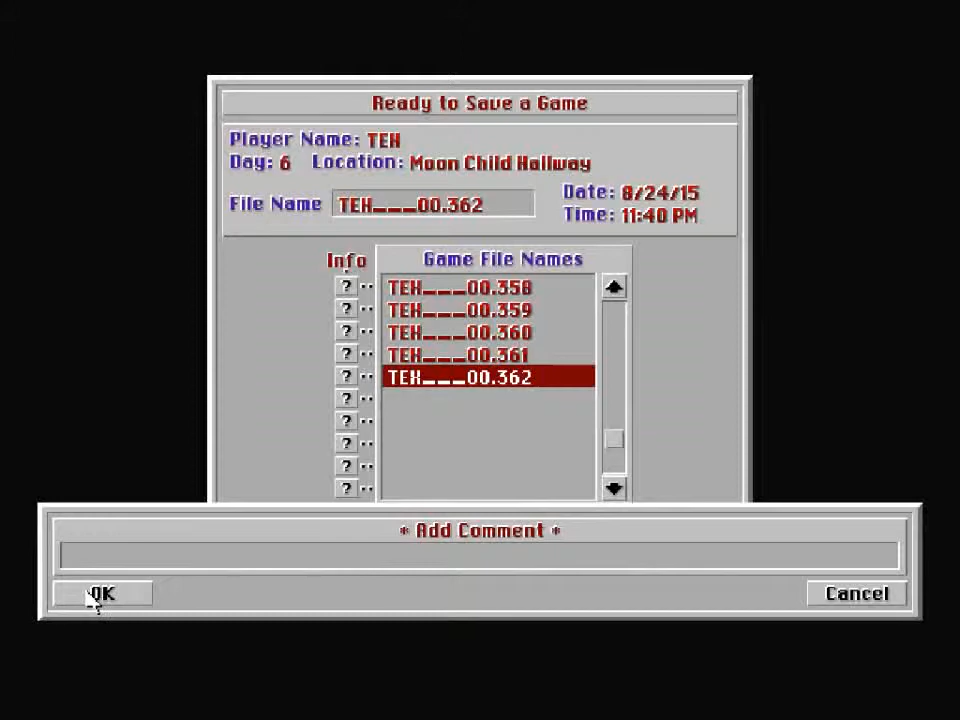 Ready to Save a Game
Player Name: TEH
Day: 6 Location: Moon Child Hallway
File Name TEH___00.362
Date: 8/24/15
Time: 11:40 PM
Info Game File Names
? .. TEH___00.358
? .. TEH___00.359
? .. TEH___00.360
? .. TEH___00.361
? .. TEH___00.362
? ..
? ..
? ..
? ..
? ..
* Add Comment *
OK Cancel